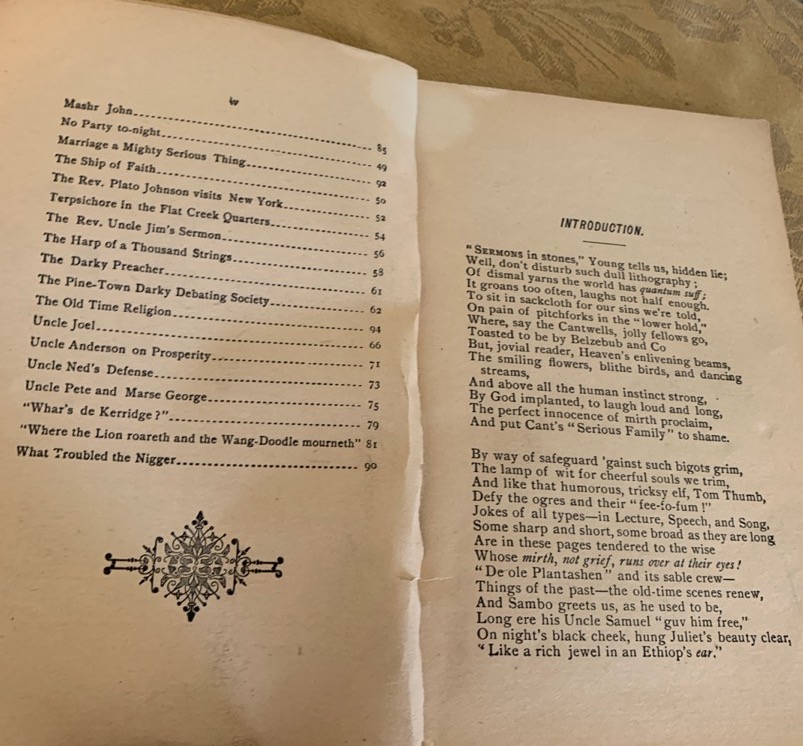 iv
Mashr John 85
No Party to-night 49
Marriage a Mighty Serious Thing 92
The Ship of Faith 50
The Rev. Plato Johnson visits New York 52
Terpsichore in the Flat Creek Quarters 54
The Rev. Uncle Jim's Sermon 56
The Harp of a Thousand Strings 58
The Darky Preacher 61
The Pine-Town Darky Debating Society 62
The Old Time Religion 94
Uncle Joel 66
Uncle Anderson on Prosperity 71
Uncle Ned's Defense 73
Uncle Pete and Marse George 75
"Whar's de Kerridge?" 79
"Where the Lion roareth and the Wang-Doodle mourneth" 81
What Troubled the Nigger 90
INTRODUCTION.
"SERMONS in stones," Young tells us, hidden lie;
Well, don't disturb such dull lithography;
Of dismal yarns the world has quantum suff;
It groans too often, laughs not half enough.
To sit in sackcloth for our sins we're told,
On pain of pitchforks in the "lower hold,"
Where, say the Cantwells, jolly fellows go,
Toasted to be by Belzebub and Co
But, jovial reader, Heaven's enlivening beams,
The smiling flowers, blithe birds, and dancing
streams,
And above all the human instinct strong,
By God implanted, to laugh loud and long,
The perfect innocence of mirth proclaim,
And put Cant's "Serious Family" to shame.
By way of safeguard 'gainst such bigots grim,
The lamp of wit for cheerful souls we trim,
And like that humorous, tricksy elf, Tom Thumb,
Defy the ogres and their "fee-fo-fum!"
Jokes of all types—in Lecture, Speech, and Song,
Some sharp and short, some broad as they are long
Are in these pages tendered to the wise
Whose mirth, not grief, runs over at their eyes!
"De ole Plantashen" and its sable crew—
Things of the past—the old-time scenes renew,
And Sambo greets us, as he used to be,
Long ere his Uncle Samuel "guv him free,"
On night's black cheek, hung Juliet's beauty clear,
"Like a rich jewel in an Ethiop's ear."